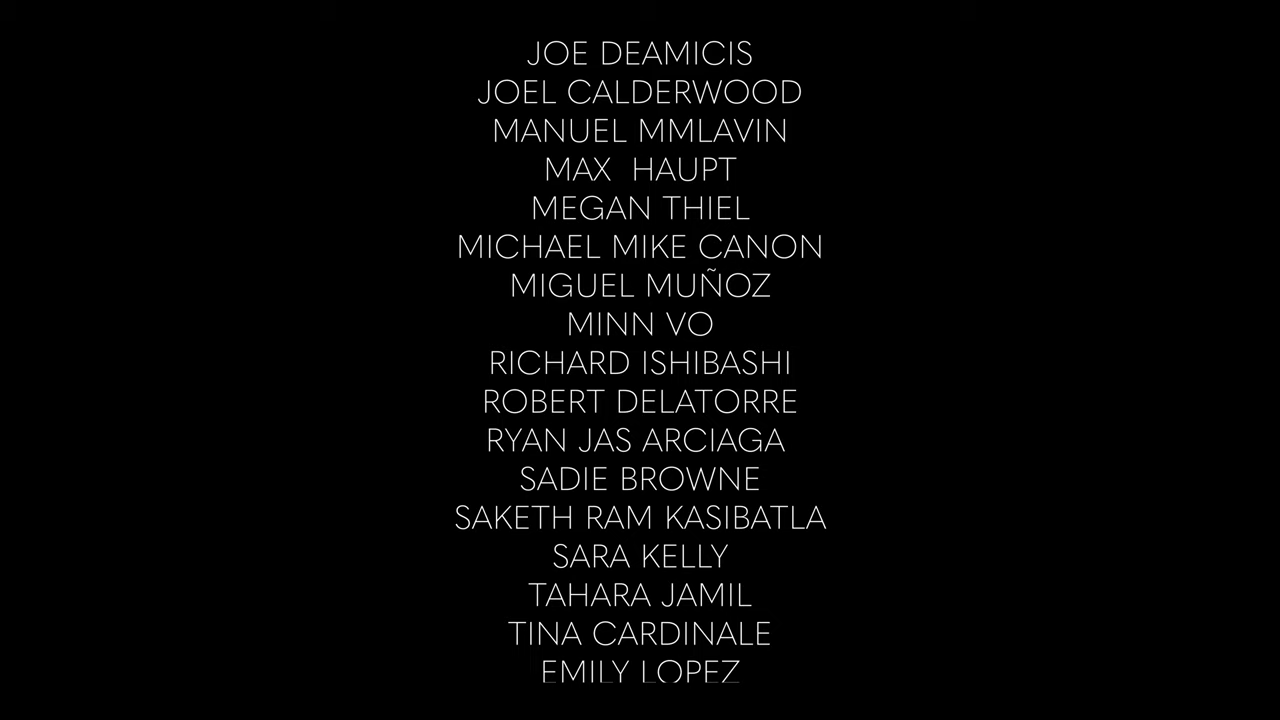 JOE DEAMICIS
JOEL CALDERWOOD
MANUEL MMLAVIN
MAX  HAUPT
MEGAN THIEL
MICHAEL MIKE CANON
MIGUEL MUÑOZ
MINN VO
RICHARD ISHIBASHI
ROBERT DELATORRE
RYAN JAS ARCIAGA
SADIE BROWNE
SAKETH RAM KASIBATLA
SARA KELLY
TAHARA JAMIL
TINA CARDINALE
EMILY LOPEZ